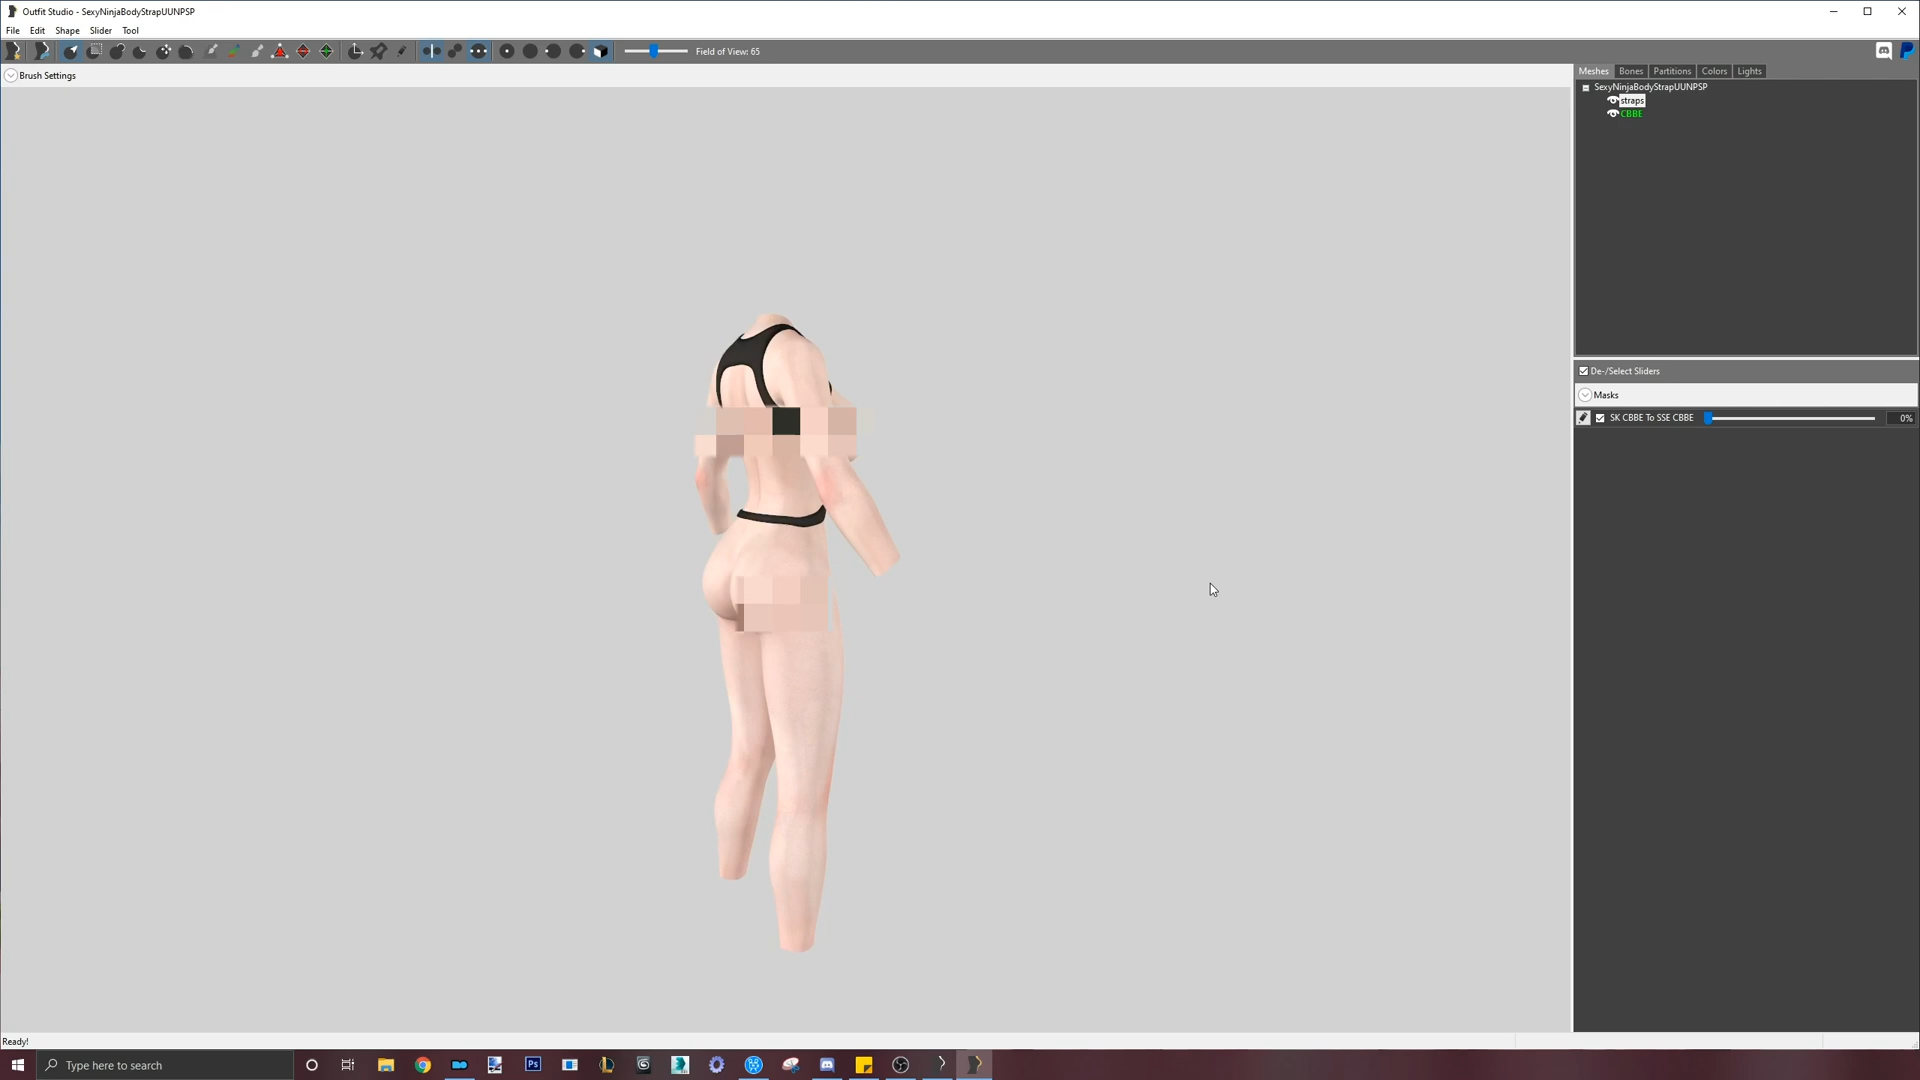 Outfit Studio - SexyNinjaBodyStrapUUNPSP
File Edit Shape Slider Tool
Field of View: 65
Brush Settings
Meshes Bones Partitions Colors Lights
SexyNinjaBodyStrapUUNPSP
straps
CBBE
De-/Select Sliders
Masks
SK CBBE To SSE CBBE 0%
Ready!
Type here to search
Ps